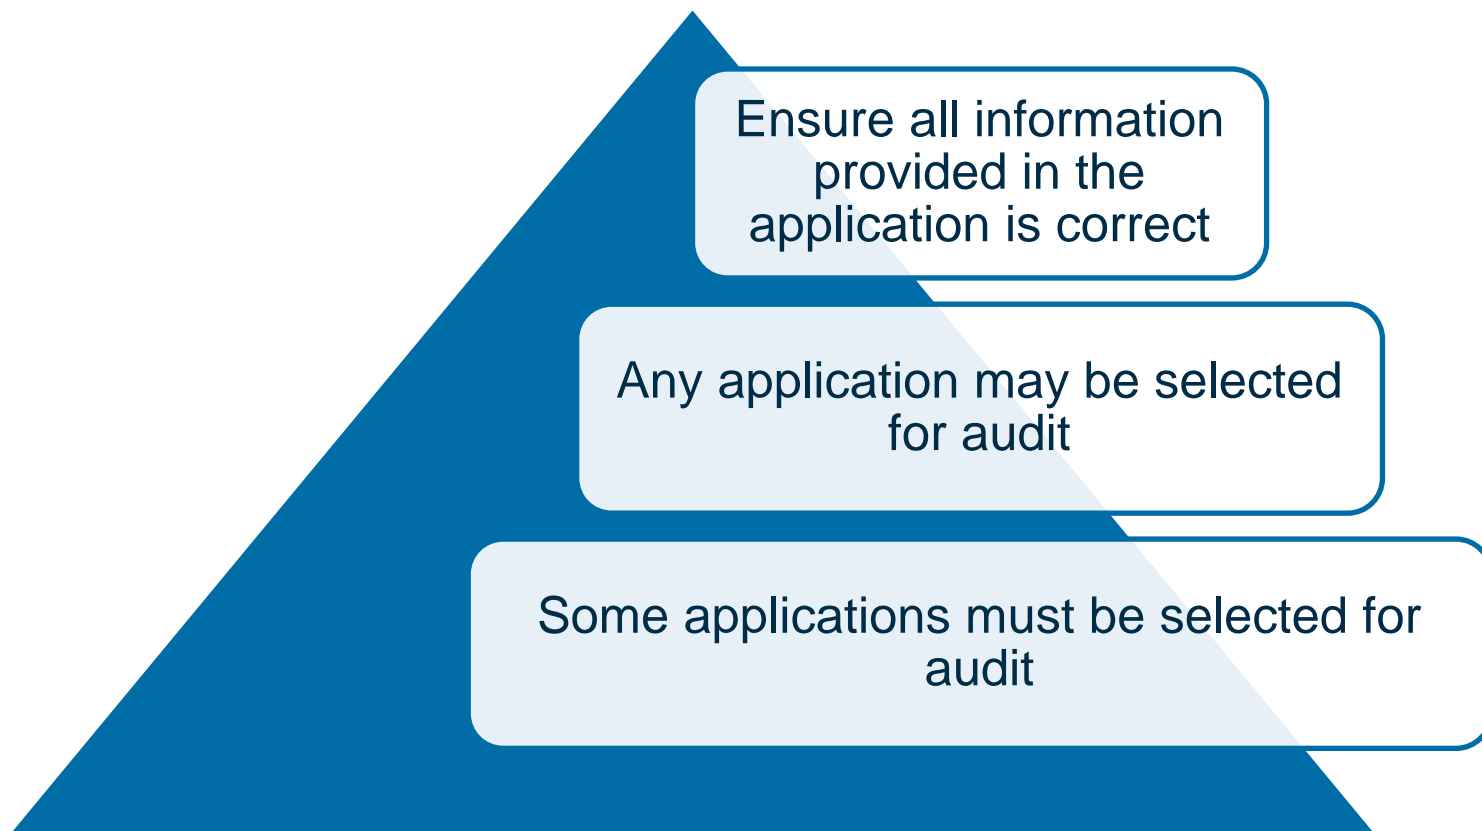 Ensure all information
provided in the
application is correct
Any application may be selected
for audit
Some applications must be selected for
audit